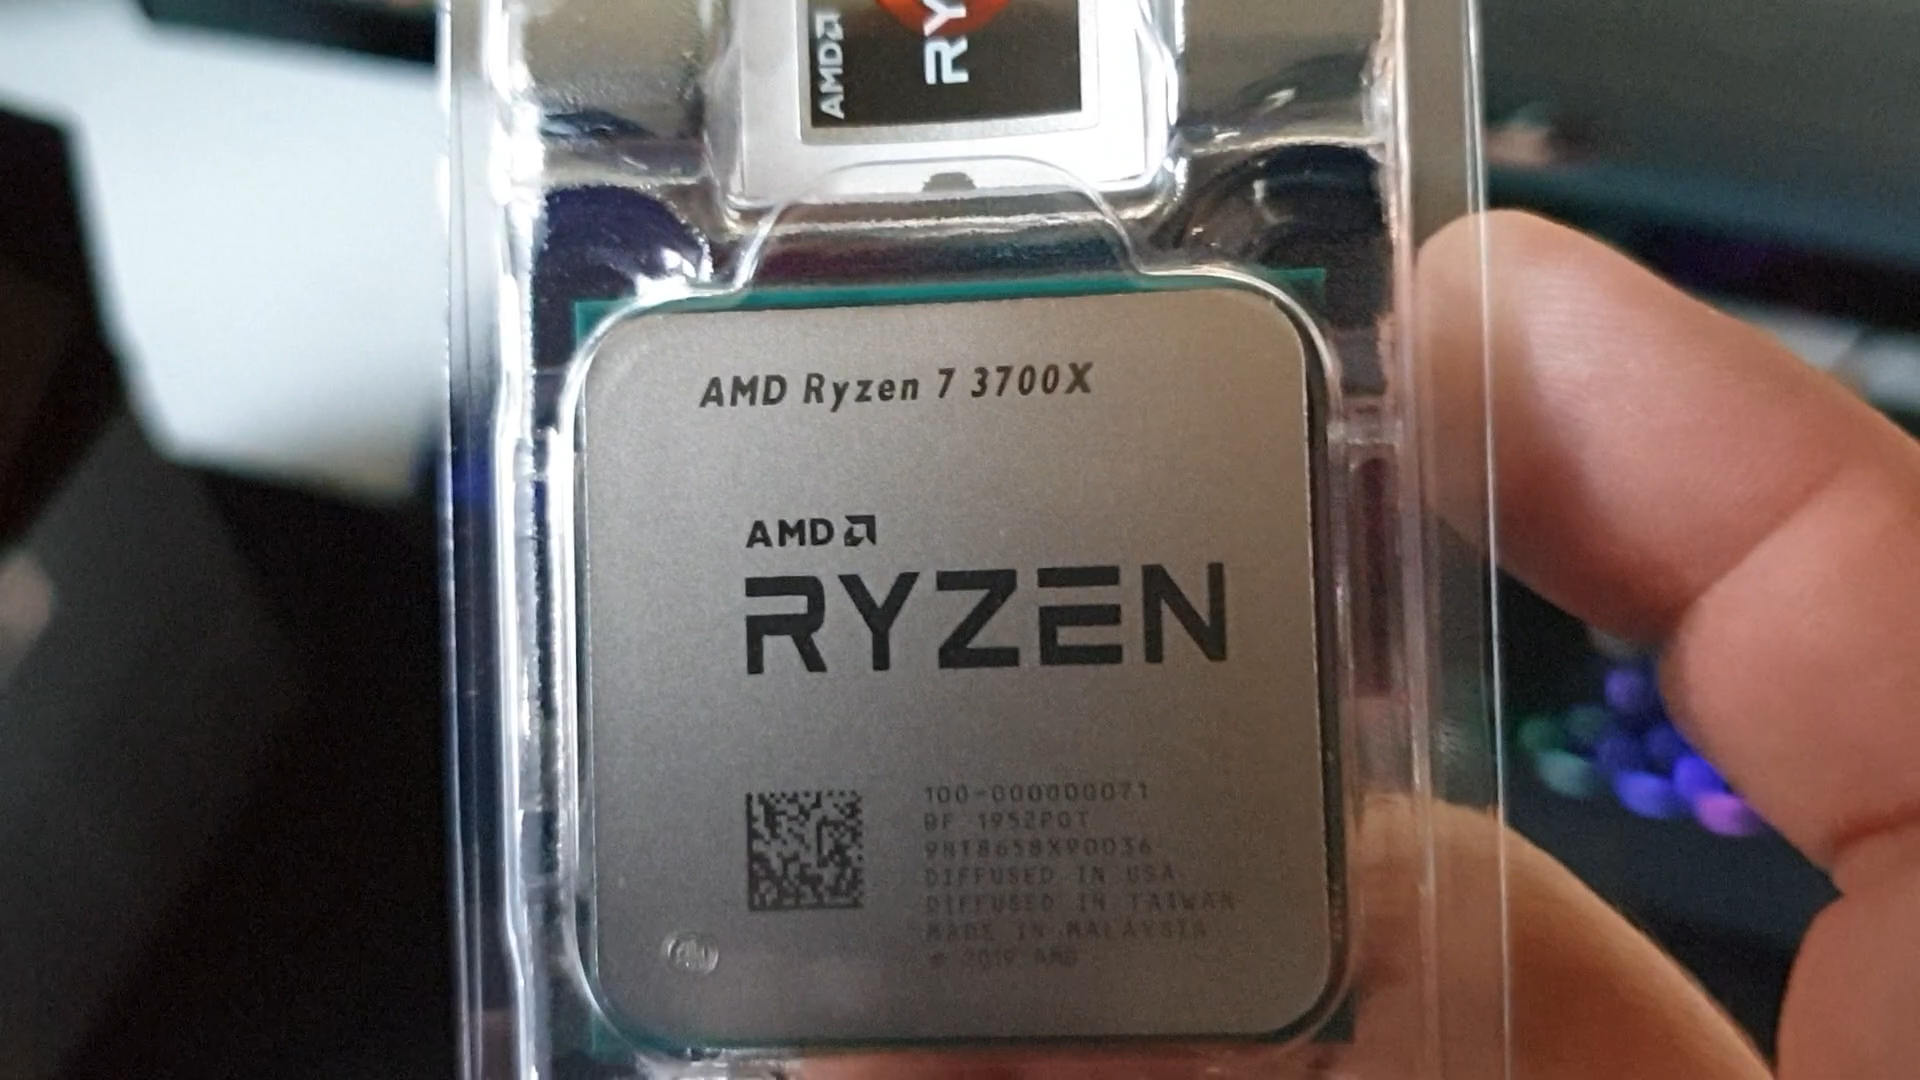 AMD
RY
AMD Ryzen 7 3700X
AMD
RYZEN
100-000000071
BF 1952PGT
DIFFUSED IN USA
DIFFUSED IN TAIWAN
MADE IN MALAYSIA
© 2019 AMD